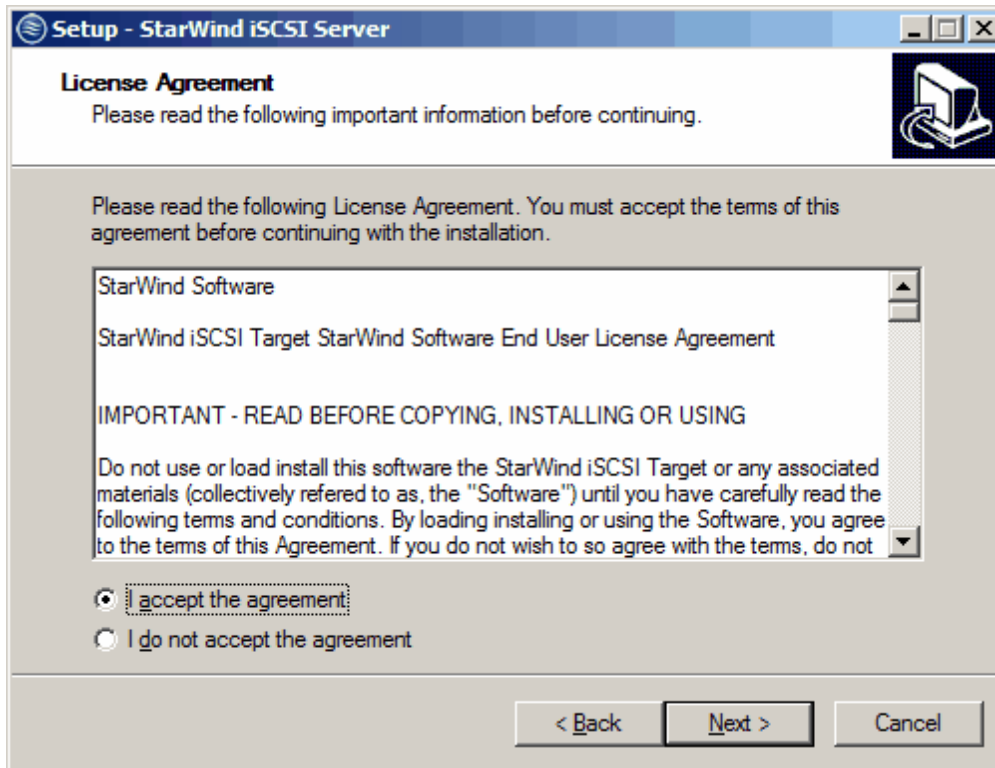 Setup - StarWind iSCSI Server
License Agreement
Please read the following important information before continuing.
Please read the following License Agreement. You must accept the terms of this
agreement before continuing with the installation.
StarWind Software
StarWind iSCSI Target StarWind Software End User License Agreement
IMPORTANT - READ BEFORE COPYING, INSTALLING OR USING
Do not use or load install this software the StarWind iSCSI Target or any associated
materials (collectively refered to as, the "Software") until you have carefully read the
following terms and conditions. By loading installing or using the Software, you agree
to the terms of this Agreement. If you do not wish to so agree with the terms, do not
I accept the agreement
I do not accept the agreement
< Back Next > Cancel